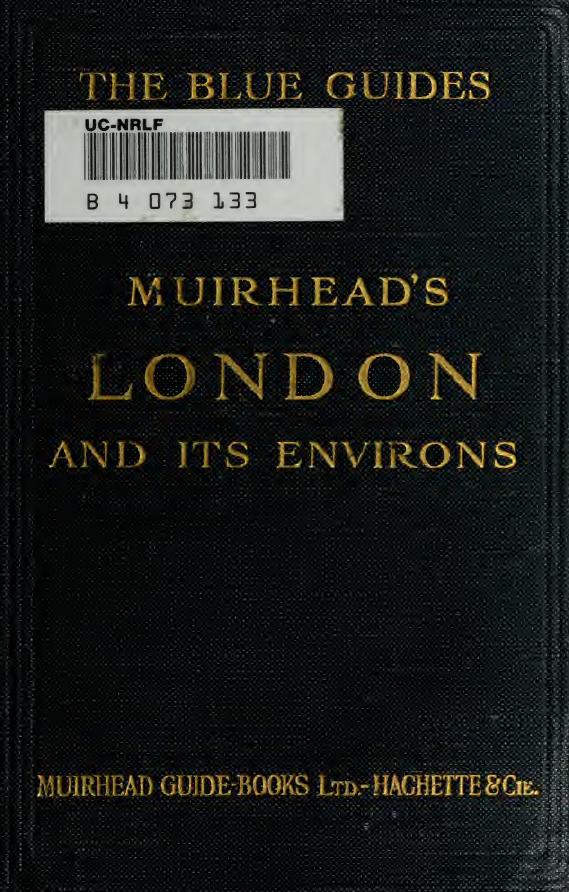 THE BLUE GUIDES
UC-NRLF
B 4 073 133
MUIRHEAD'S
LONDON
AND ITS ENVIRONS
MUIRHEAD GUIDE-BOOKS LTD.-HACHETTE & CIE.